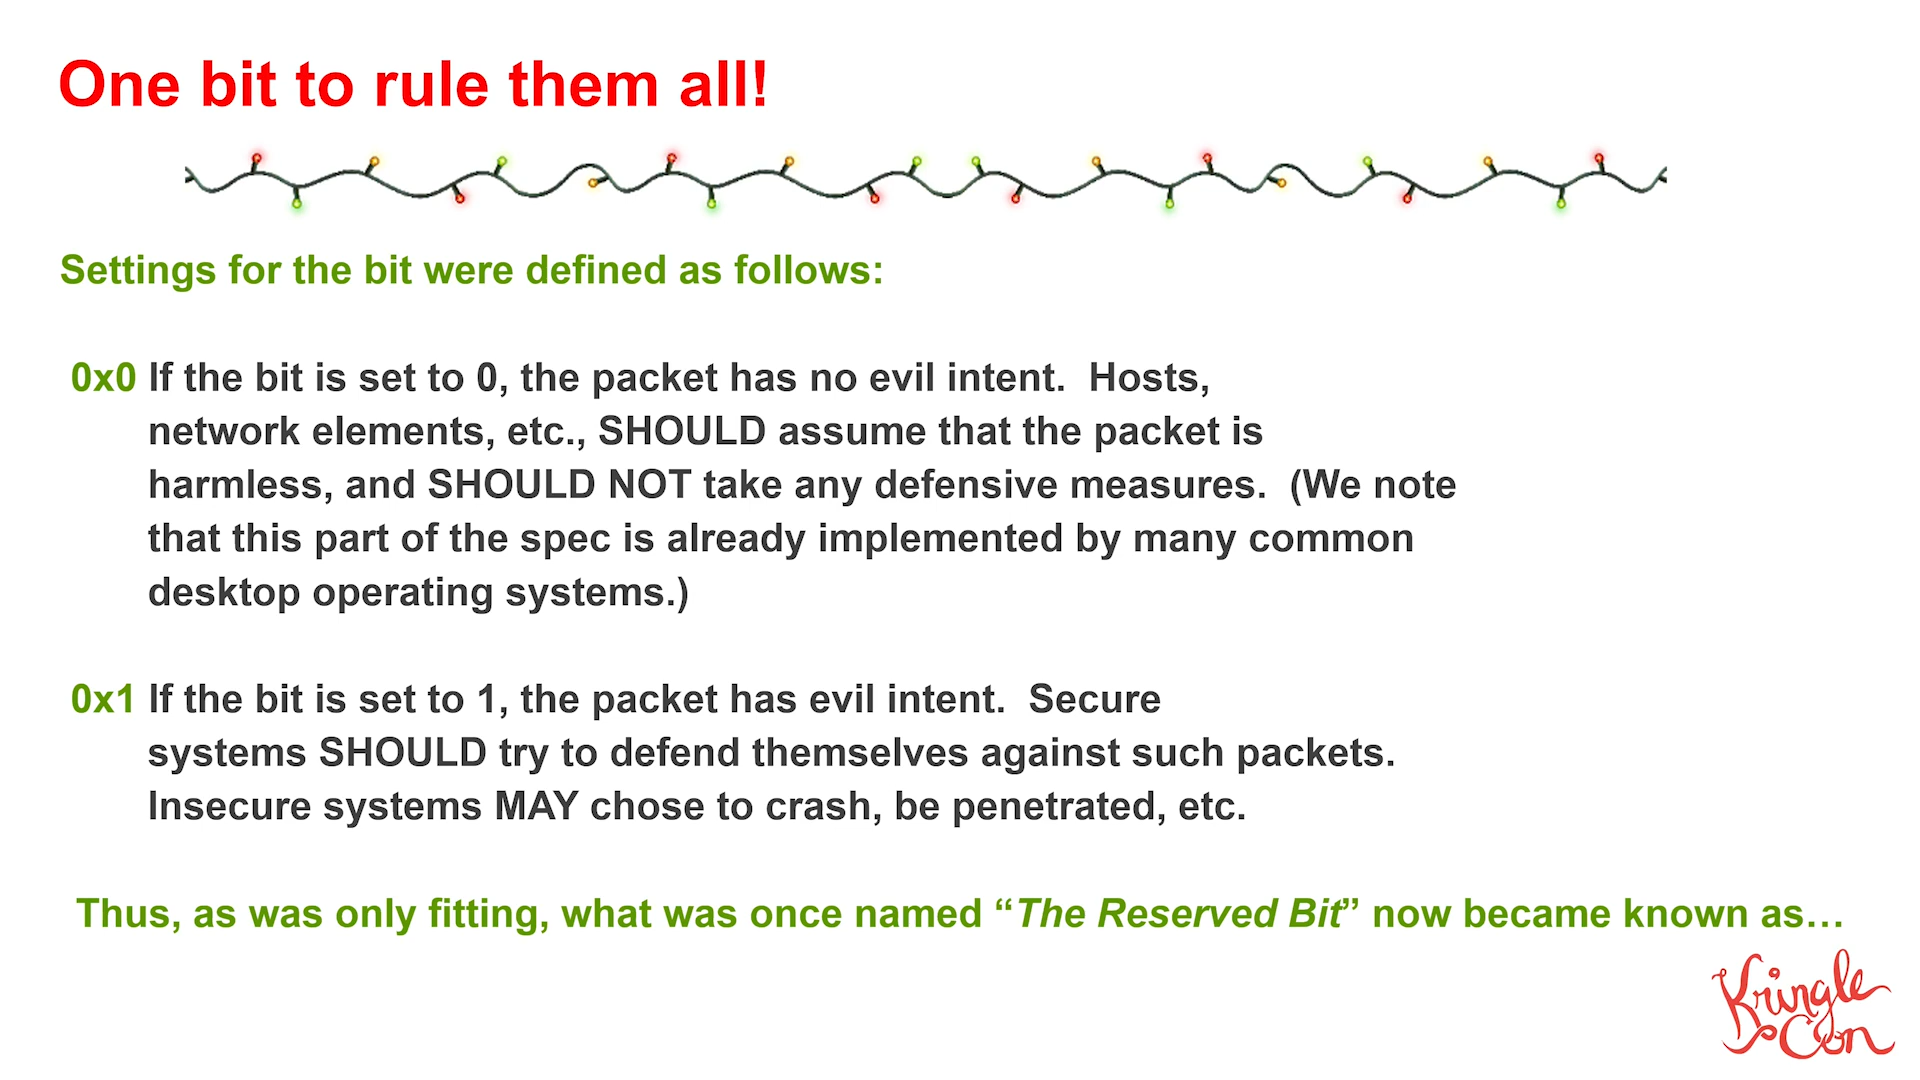 One bit to rule them all!
Settings for the bit were defined as follows:
0x0 If the bit is set to 0, the packet has no evil intent.  Hosts,
network elements, etc., SHOULD assume that the packet is
harmless, and SHOULD NOT take any defensive measures.  (We note
that this part of the spec is already implemented by many common
desktop operating systems.)
0x1 If the bit is set to 1, the packet has evil intent.  Secure
systems SHOULD try to defend themselves against such packets.
Insecure systems MAY chose to crash, be penetrated, etc.
Thus, as was only fitting, what was once named “The Reserved Bit” now became known as…
Kringle
Con